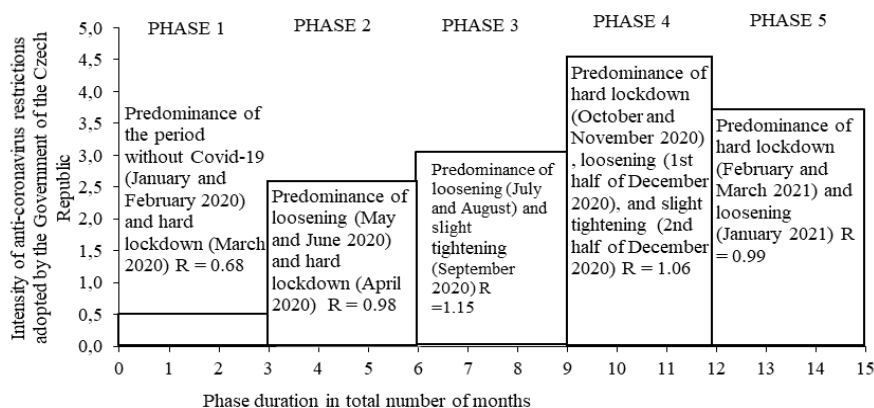 PHASE 1
PHASE 2
PHASE 3
PHASE 4
PHASE 5
Intensity of anti-coronavirus restrictions
adopted by the Government of the Czech
Republic
5,0
4,5
4,0
3,5
3,0
2,5
2,0
1,5
1,0
0,5
0,0
Predominance of
the period
without Covid-19
(January and
February 2020)
and hard
lockdown (March
2020) R = 0.68
Predominance of
loosening (May
and June 2020)
and hard
lockdown (April
2020) R = 0.98
Predominance of
loosening (July
and August) and
slight
tightening
(September
2020) R
=1.15
Predominance of
hard lockdown
(October and
November 2020)
, loosening (1st
half of December
2020), and slight
tightening (2nd
half of December
2020) R = 1.06
Predominance of
hard lockdown
(February and
March 2021) and
loosening
(January 2021) R
= 0.99
0 1 2 3 4 5 6 7 8 9 10 11 12 13 14 15
Phase duration in total number of months